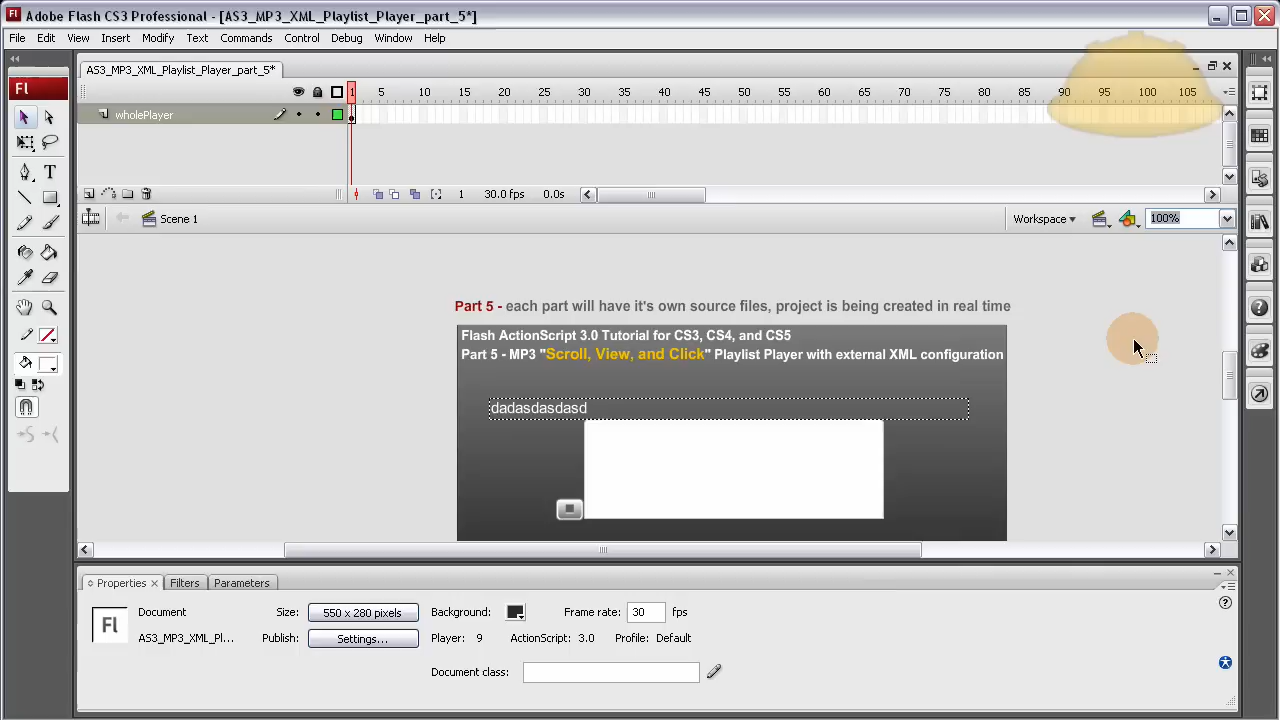 Fl Adobe Flash CS3 Professional - [AS3_MP3_XML_Playlist_Player_part_5*]
File Edit View Insert Modify Text Commands Control Debug Window Help
AS3_MP3_XML_Playlist_Player_part_5*
Fl
1 5 10 15 20 25 30 35 40 45 50 55 60 65 70 75 80 85 90 95 100 105
wholePlayer
1 30.0 fps 0.0s
Scene 1
Workspace
100%
Part 5 - each part will have it's own source files, project is being created in real time
Flash ActionScript 3.0 Tutorial for CS3, CS4, and CS5
Part 5 - MP3 "Scroll, View, and Click" Playlist Player with external XML configuration
dadasdasdasd
Properties Filters Parameters
Fl
Document Size: 550 x 280 pixels Background: Frame rate: 30 fps
AS3_MP3_XML_Pl... Publish: Settings... Player: 9 ActionScript: 3.0 Profile: Default
Document class: